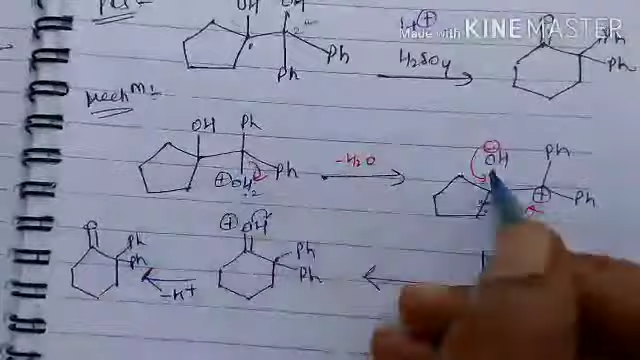 OH OH
Made with KINEMASTER
H⊕
H₂SO₄
O
Ph
Ph
Ph
Ph
Mechᵐ:
OH Ph
Ph
⊕OH₂
-H₂O
OH
Ph
⊕
Ph
O
Ph
Ph
-H⁺
⊕
OH
Ph
Ph